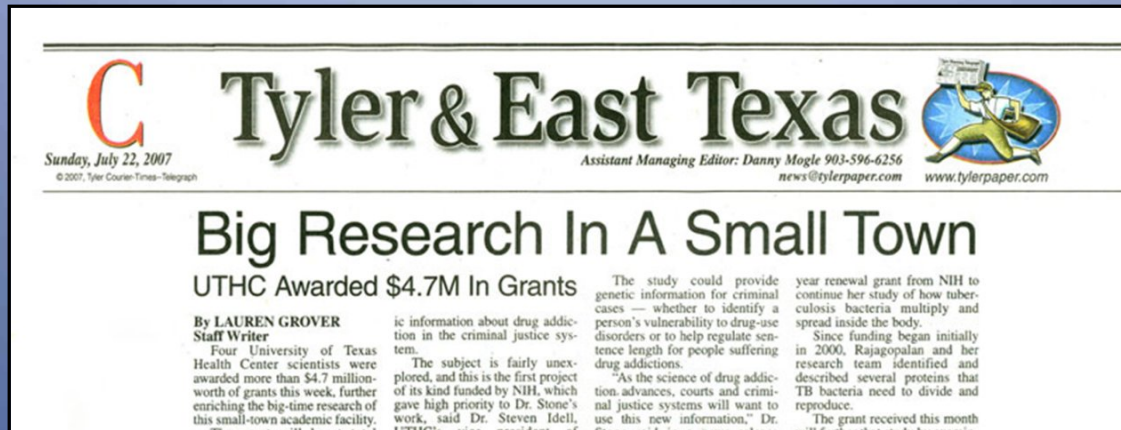 C
Tyler & East Texas
Sunday, July 22, 2007
© 2007, Tyler Courier-Times–Telegraph
Assistant Managing Editor: Danny Mogle 903-596-6256
news@tylerpaper.com
www.tylerpaper.com
Big Research In A Small Town
UTHC Awarded $4.7M In Grants
By LAUREN GROVER
Staff Writer
Four University of Texas
Health Center scientists were
awarded more than $4.7 million-
worth of grants this week, further
enriching the big-time research of
this small-town academic facility.
ic information about drug addic-
tion in the criminal justice sys-
tem.
The subject is fairly unex-
plored, and this is the first project
of its kind funded by NIH, which
gave high priority to Dr. Stone's
work, said Dr. Steven Idell,
UTHC's vice president of
The study could provide
genetic information for criminal
cases — whether to identify a
person's vulnerability to drug-use
disorders or to help regulate sen-
tence length for people suffering
drug addictions.
"As the science of drug addic-
tion advances, courts and crimi-
nal justice systems will want to
use this new information," Dr.
year renewal grant from NIH to
continue her study of how tuber-
culosis bacteria multiply and
spread inside the body.
Since funding began initially
in 2000, Rajagopalan and her
research team identified and
described several proteins that
TB bacteria need to divide and
reproduce.
The grant received this month